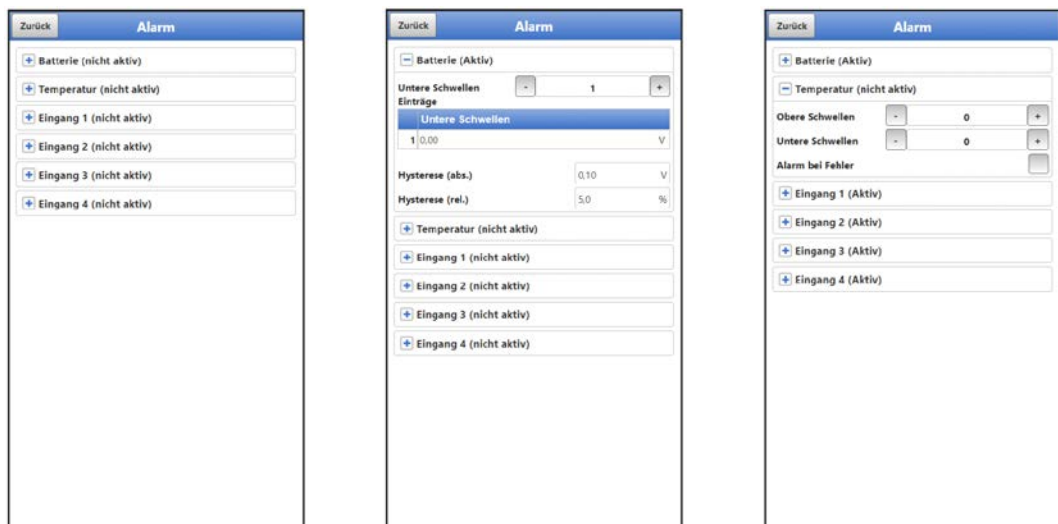 Zurück Alarm
Batterie (nicht aktiv)
Temperatur (nicht aktiv)
Eingang 1 (nicht aktiv)
Eingang 2 (nicht aktiv)
Eingang 3 (nicht aktiv)
Eingang 4 (nicht aktiv)
Zurück Alarm
Batterie (Aktiv)
Untere Schwellen - 1 +
Einträge
Untere Schwellen
1 0,00 V
Hysterese (abs.) 0,10 V
Hysterese (rel.) 5,0 %
Temperatur (nicht aktiv)
Eingang 1 (nicht aktiv)
Eingang 2 (nicht aktiv)
Eingang 3 (nicht aktiv)
Eingang 4 (nicht aktiv)
Zurück Alarm
Batterie (Aktiv)
Temperatur (nicht aktiv)
Obere Schwellen - 0 +
Untere Schwellen - 0 +
Alarm bei Fehler
Eingang 1 (Aktiv)
Eingang 2 (Aktiv)
Eingang 3 (Aktiv)
Eingang 4 (Aktiv)